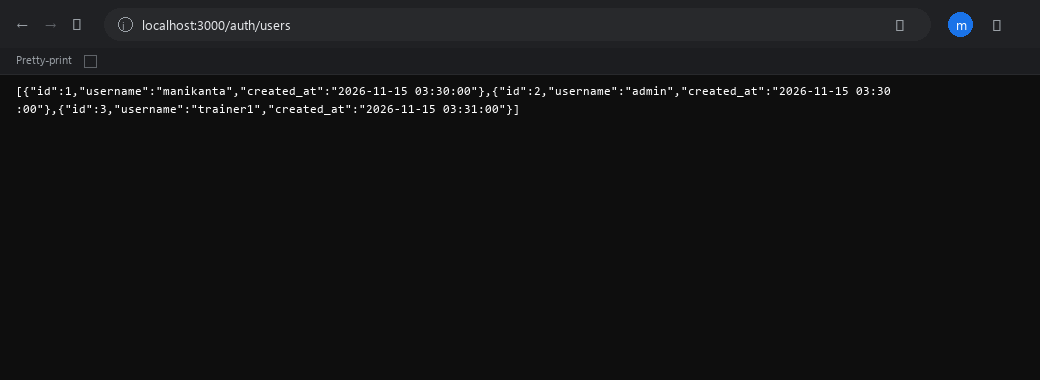 localhost:3000/auth/users
m
Pretty-print
[{"id":1,"username":"manikanta","created_at":"2026-11-15 03:30:00"},{"id":2,"username":"admin","created_at":"2026-11-15 03:30
:00"},{"id":3,"username":"trainer1","created_at":"2026-11-15 03:31:00"}]